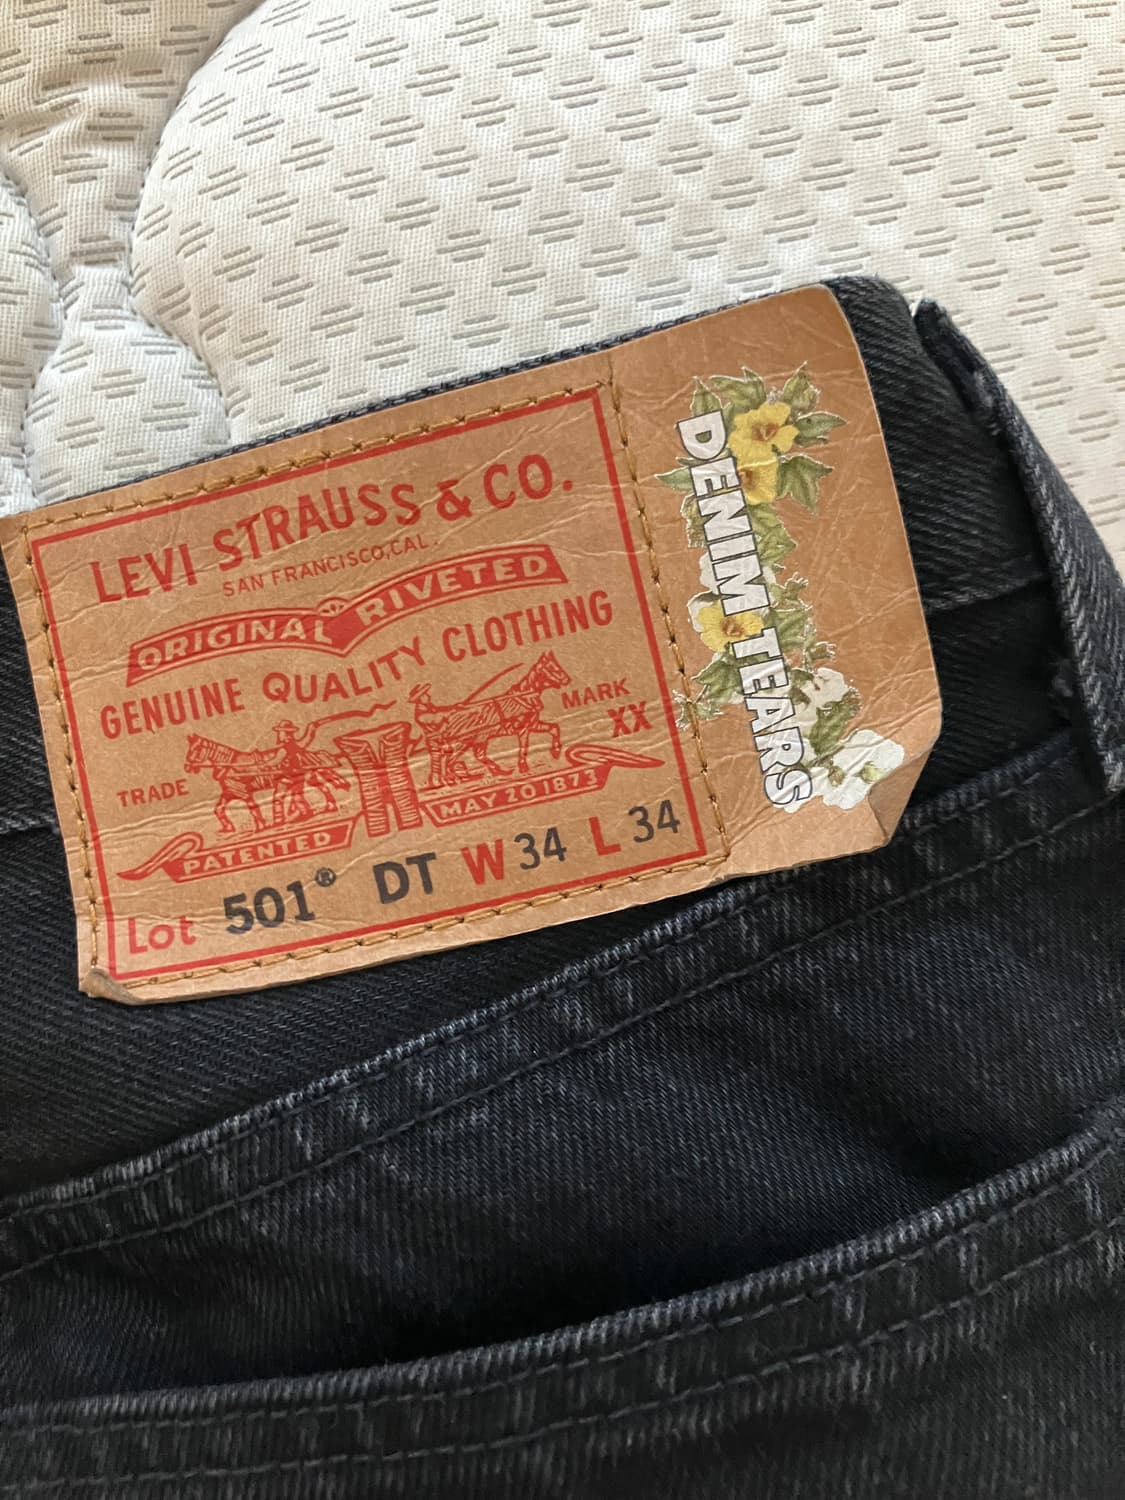 LEVI STRAUSS & CO.
SAN FRANCISCO, CAL.
ORIGINAL RIVETED
GENUINE QUALITY CLOTHING
TRADE MARK
XX
PATENTED MAY 20 1873
Lot 501® DT W 34 L 34
DENIM TEARS